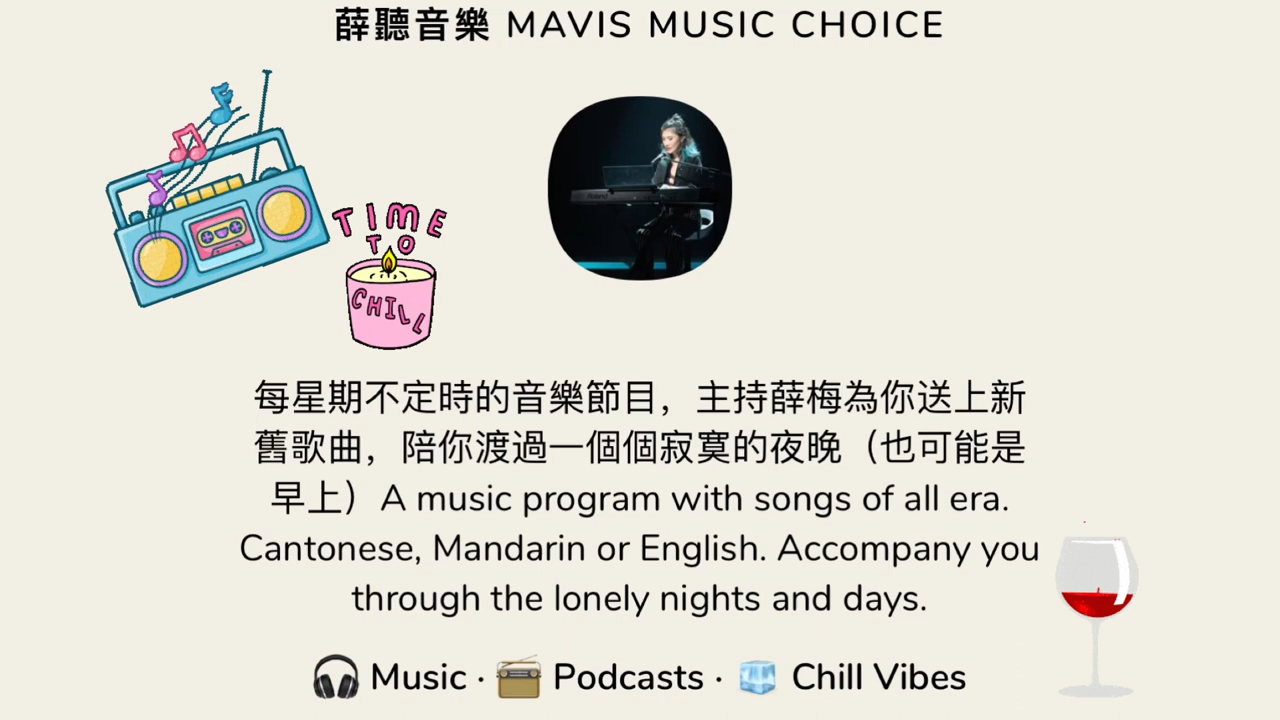 薛聽音樂 MAVIS MUSIC CHOICE
TIME
TO
CHILL
Roland
每星期不定時的音樂節目，主持薛梅為你送上新
舊歌曲，陪你渡過一個個寂寞的夜晚（也可能是
早上）A music program with songs of all era.
Cantonese, Mandarin or English. Accompany you
through the lonely nights and days.
Music · Podcasts · Chill Vibes